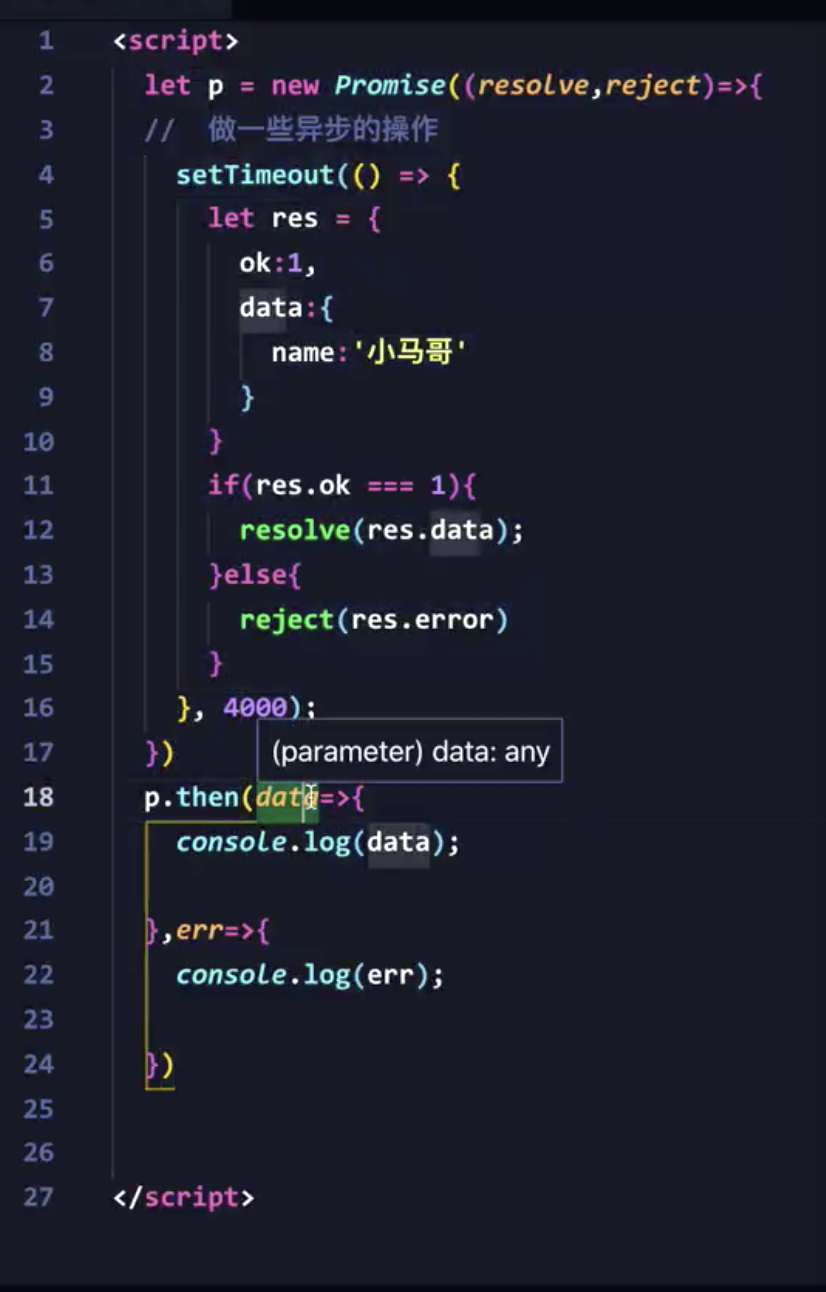 1 <script>
2 let p = new Promise((resolve,reject)=>{
3 // 做一些异步的操作
4 setTimeout(() => {
5 let res = {
6 ok:1,
7 data:{
8 name:'小马哥'
9 }
10 }
11 if(res.ok === 1){
12 resolve(res.data);
13 }else{
14 reject(res.error)
15 }
16 }, 4000);
(parameter) data: any
17 })
18 p.then(data=>{
19 console.log(data);
20
21 },err=>{
22 console.log(err);
23
24 })
25
26
27 </script>